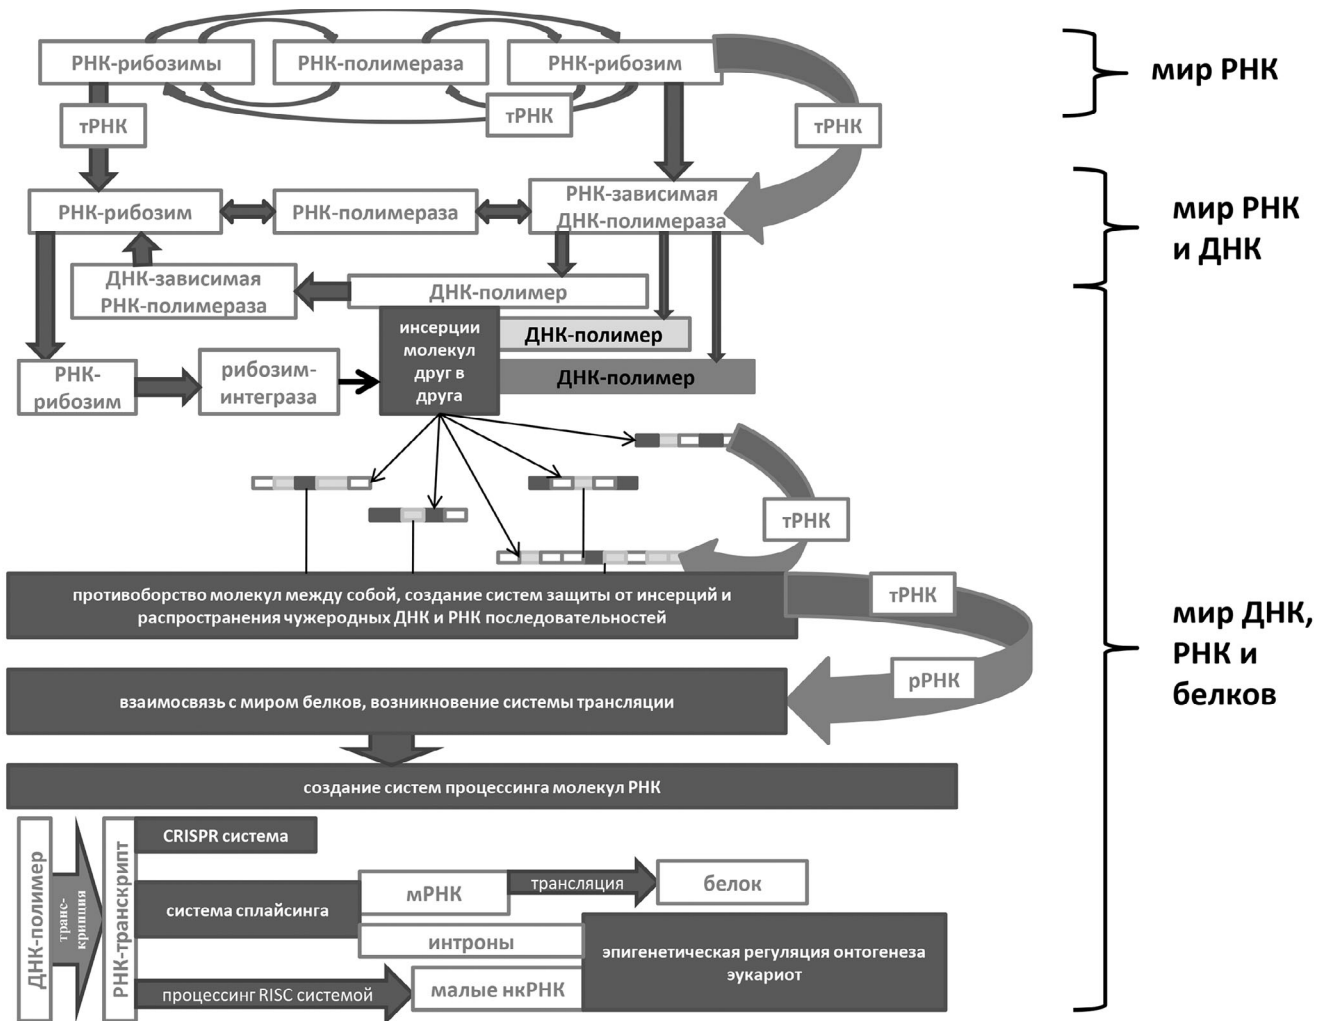 РНК-рибозимы
РНК-полимераза
РНК-рибозим
мир РНК
тРНК
тРНК
тРНК
РНК-рибозим
РНК-полимераза
РНК-зависимая
ДНК-полимераза
мир РНК
и ДНК
ДНК-зависимая
РНК-полимераза
ДНК-полимер
инсерции
молекул
друг в
друга
ДНК-полимер
ДНК-полимер
РНК-
рибозим
рибозим-
интеграза
тРНК
противоборство молекул между собой, создание систем защиты от инсерций и
распространения чужеродных ДНК и РНК последовательностей
тРНК
рРНК
мир ДНК,
РНК и
белков
взаимосвязь с миром белков, возникновение системы трансляции
создание систем процессинга молекул РНК
ДНК-полимер
транс-
крипция
РНК-транскрипт
CRISPR система
система сплайсинга
мРНК
трансляция
белок
интроны
эпигенетическая регуляция онтогенеза
эукариот
процессинг RISC системой
малые нкРНК